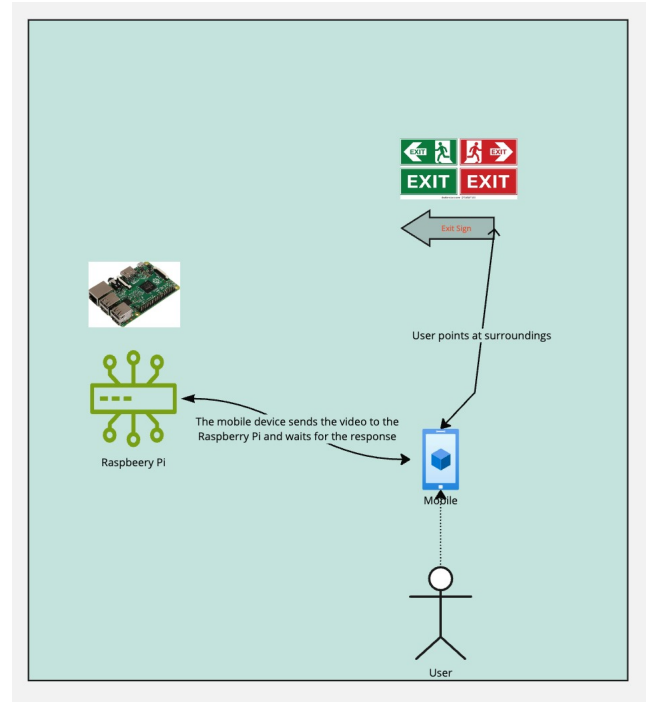 EXIT
EXIT
EXIT
EXIT
Exit Sign
User points at surroundings
The mobile device sends the video to the
Raspberry Pi and waits for the response
Raspbeery Pi
Mobile
User